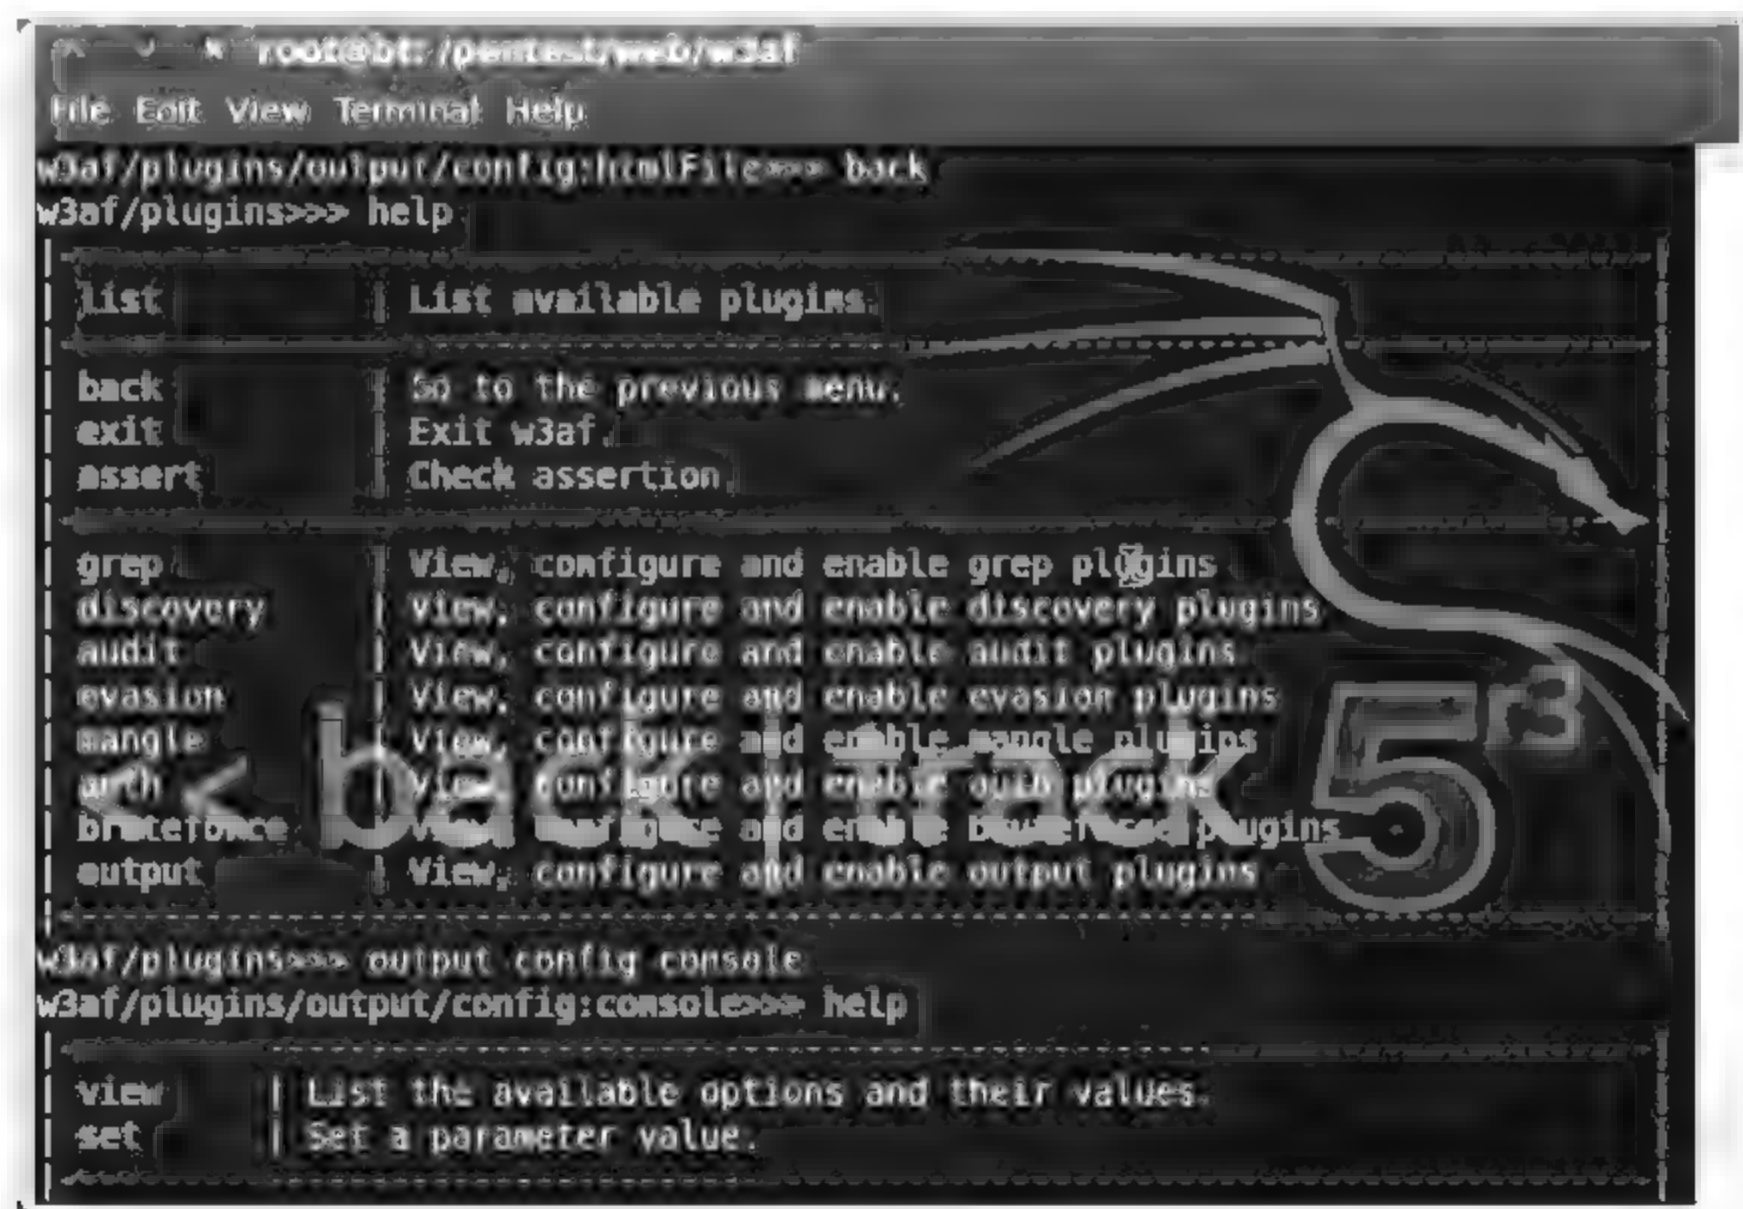 root@bt: /pentest/web/w3af
File Edit View Terminal Help
w3af/plugins/output/config:htmlFile>>> back
w3af/plugins>>> help
| list | List available plugins.
| back | Go to the previous menu.
| exit | Exit w3af.
| assert | Check assertion
| grep | View, configure and enable grep plugins
| discovery | View, configure and enable discovery plugins
| audit | View, configure and enable audit plugins
| evasion | View, configure and enable evasion plugins
| mangle | View, configure and enable mangle plugins
| auth | View, configure and enable auth plugins
| bruteforce | View, configure and enable bruteforce plugins
| output | View, configure and enable output plugins
<< back | track 5 r3
w3af/plugins>>> output config console
w3af/plugins/output/config:console>>> help
| view | List the available options and their values.
| set | Set a parameter value.